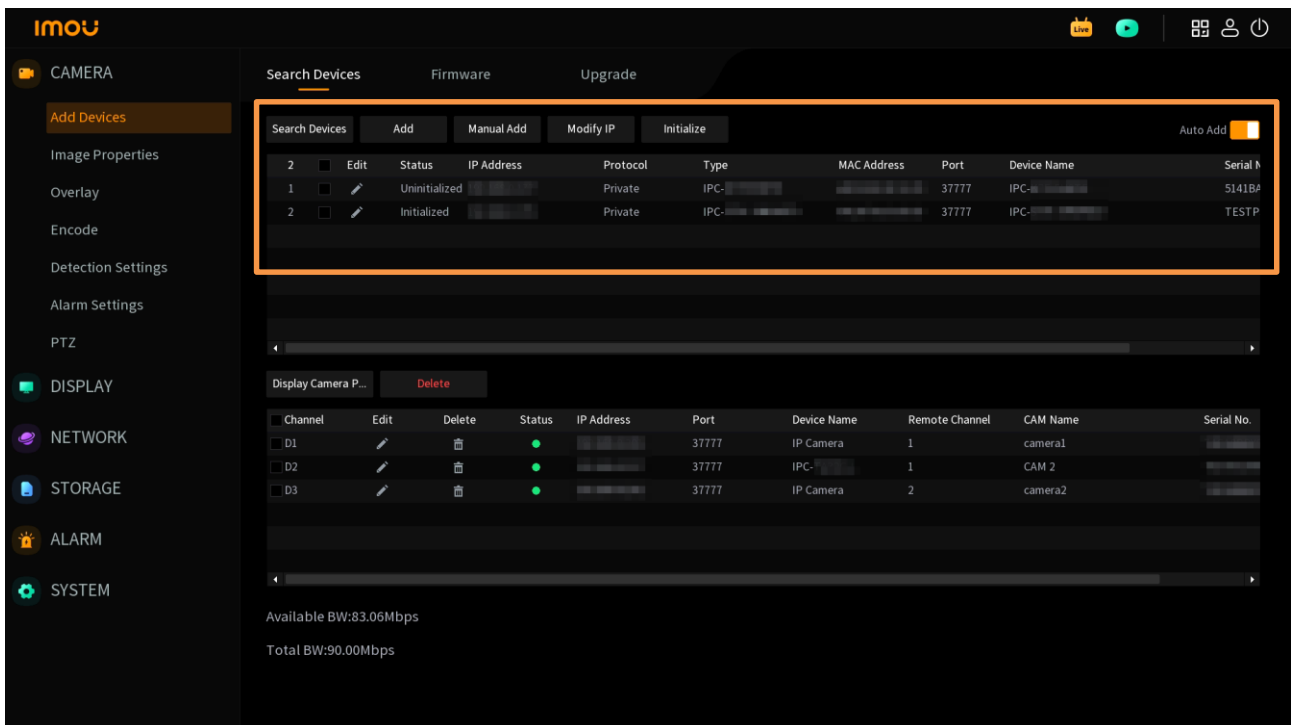 imou
Live
CAMERA
Search Devices Firmware Upgrade
Add Devices
Search Devices Add Manual Add Modify IP Initialize Auto Add
Image Properties
2 Edit Status IP Address Protocol Type MAC Address Port Device Name Serial N
1 Uninitialized Private IPC- 37777 IPC- 5141BA
Overlay
2 Initialized Private IPC- 37777 IPC- TESTP
Encode
Detection Settings
Alarm Settings
PTZ
DISPLAY
Display Camera P... Delete
Channel Edit Delete Status IP Address Port Device Name Remote Channel CAM Name Serial No.
NETWORK
D1 37777 IP Camera 1 camera1
D2 37777 IPC- 1 CAM 2
STORAGE
D3 37777 IP Camera 2 camera2
ALARM
SYSTEM
Available BW:83.06Mbps
Total BW:90.00Mbps